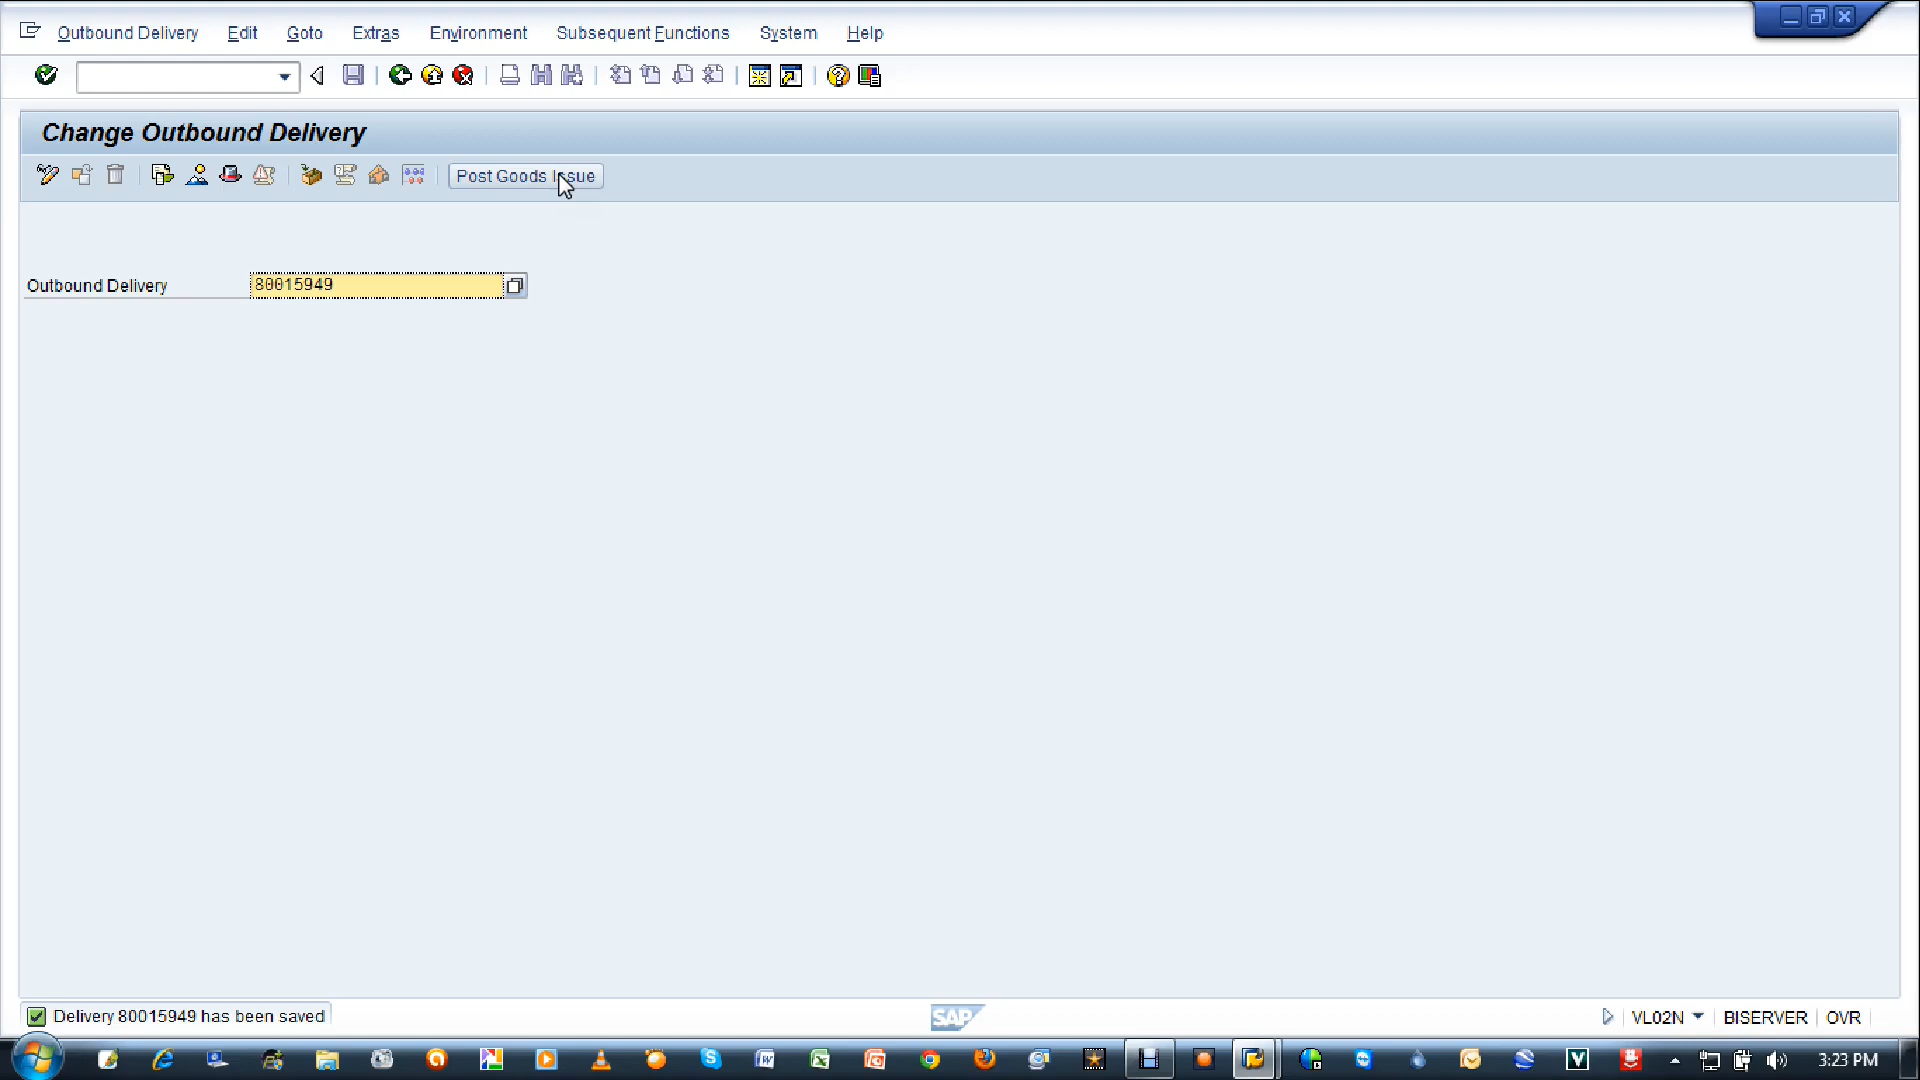 Outbound Delivery Edit Goto Extras Environment Subsequent Functions System Help
Change Outbound Delivery
Post Goods Issue
Outbound Delivery 80015949
Delivery 80015949 has been saved
SAP
VL02N BISERVER OVR
3:23 PM